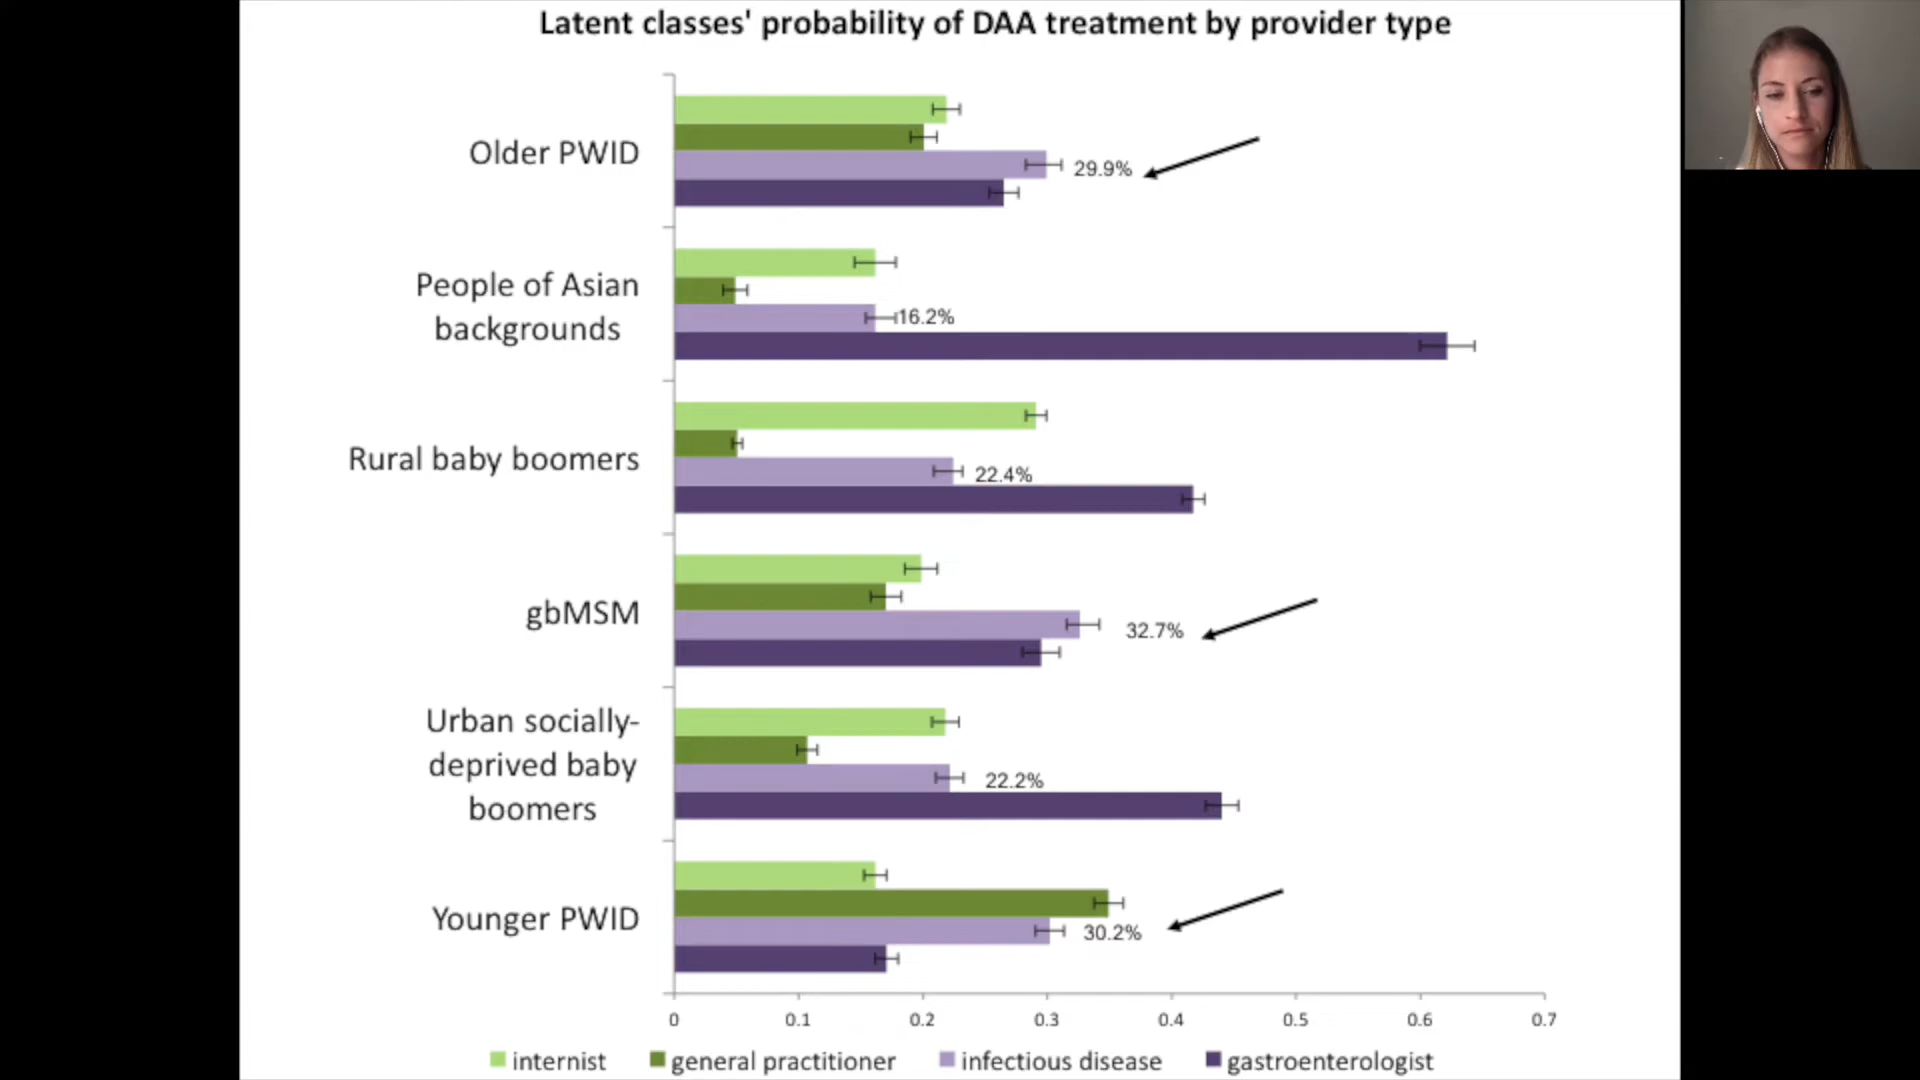 Latent classes' probability of DAA treatment by provider type
Older PWID
29.9%
People of Asian
backgrounds
16.2%
Rural baby boomers
22.4%
gbMSM
32.7%
Urban socially-
deprived baby
boomers
22.2%
Younger PWID
30.2%
0 0.1 0.2 0.3 0.4 0.5 0.6 0.7
internist general practitioner infectious disease gastroenterologist